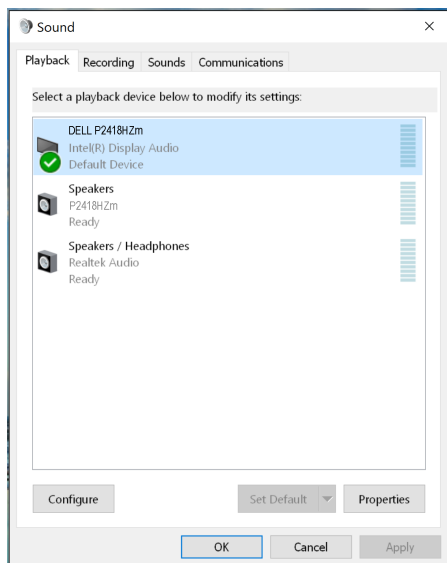 Sound
Playback Recording Sounds Communications
Select a playback device below to modify its settings:
DELL P2418HZm
Intel(R) Display Audio
Default Device
Speakers
P2418HZm
Ready
Speakers / Headphones
Realtek Audio
Ready
Configure Set Default Properties
OK Cancel Apply